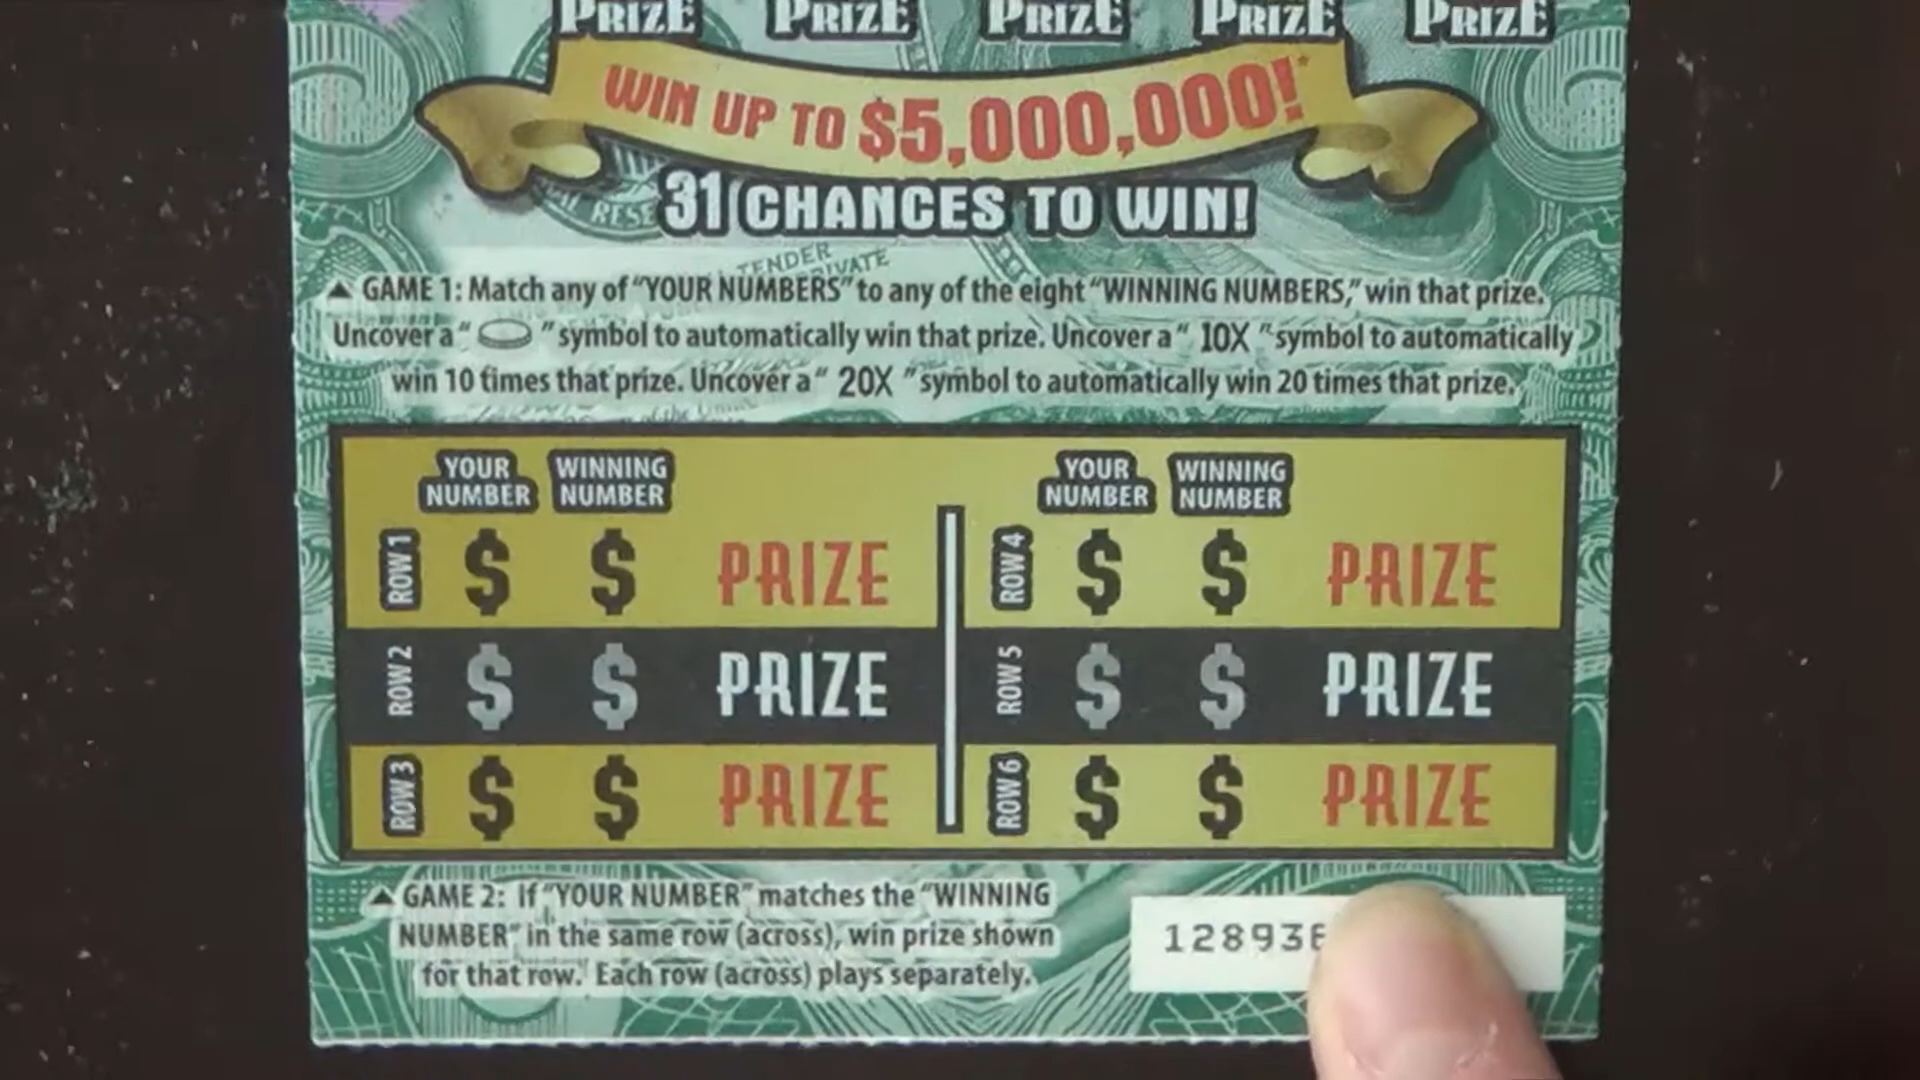 PRIZE PRIZE PRIZE PRIZE PRIZE
WIN UP TO $5,000,000!*
31 CHANCES TO WIN!
TENDER
PRIVATE
▲ GAME 1: Match any of "YOUR NUMBERS" to any of the eight "WINNING NUMBERS," win that prize.
Uncover a " " symbol to automatically win that prize. Uncover a " 10X " symbol to automatically
win 10 times that prize. Uncover a " 20X " symbol to automatically win 20 times that prize.
YOUR NUMBER WINNING NUMBER
ROW 1 $ $ PRIZE
ROW 2 $ $ PRIZE
ROW 3 $ $ PRIZE
YOUR NUMBER WINNING NUMBER
ROW 4 $ $ PRIZE
ROW 5 $ $ PRIZE
ROW 6 $ $ PRIZE
▲ GAME 2: If "YOUR NUMBER" matches the "WINNING
NUMBER" in the same row (across), win prize shown
for that row. Each row (across) plays separately.
128938